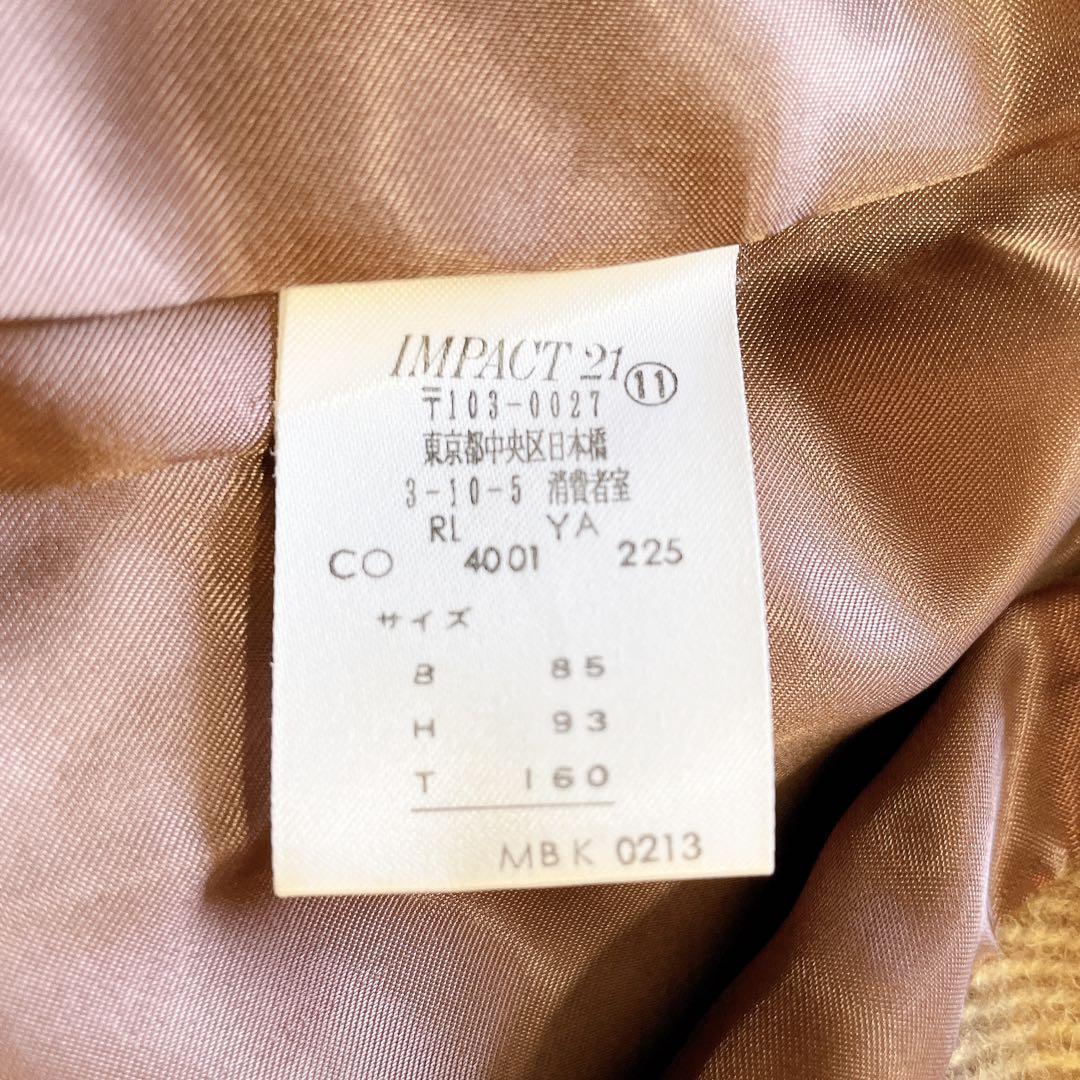 IMPACT 21 ⑪
〒103-0027
東京都中央区日本橋
3-10-5 消費者室
RL YA
CO 4001 225
サイズ
B 85
H 93
T 160
MBK 0213